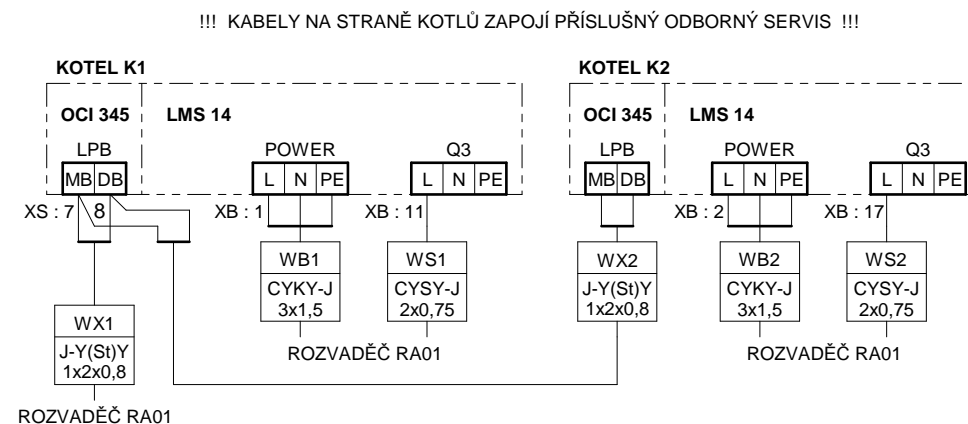 !!! KABELY NA STRANĚ KOTLŮ ZAPOJÍ PŘÍSLUŠNÝ ODBORNÝ SERVIS !!!
KOTEL K1
KOTEL K2
OCI 345 LMS 14
OCI 345 LMS 14
LPB POWER Q3
LPB POWER Q3
MB DB L N PE L N PE
MB DB L N PE L N PE
XS : 7 8 XB : 1 XB : 11
XB : 2 XB : 17
WB1
CYKY-J
3x1,5
WS1
CYSY-J
2x0,75
WX2
J-Y(St)Y
1x2x0,8
WB2
CYKY-J
3x1,5
WS2
CYSY-J
2x0,75
WX1
J-Y(St)Y
1x2x0,8
ROZVADĚČ RA01
ROZVADĚČ RA01
ROZVADĚČ RA01